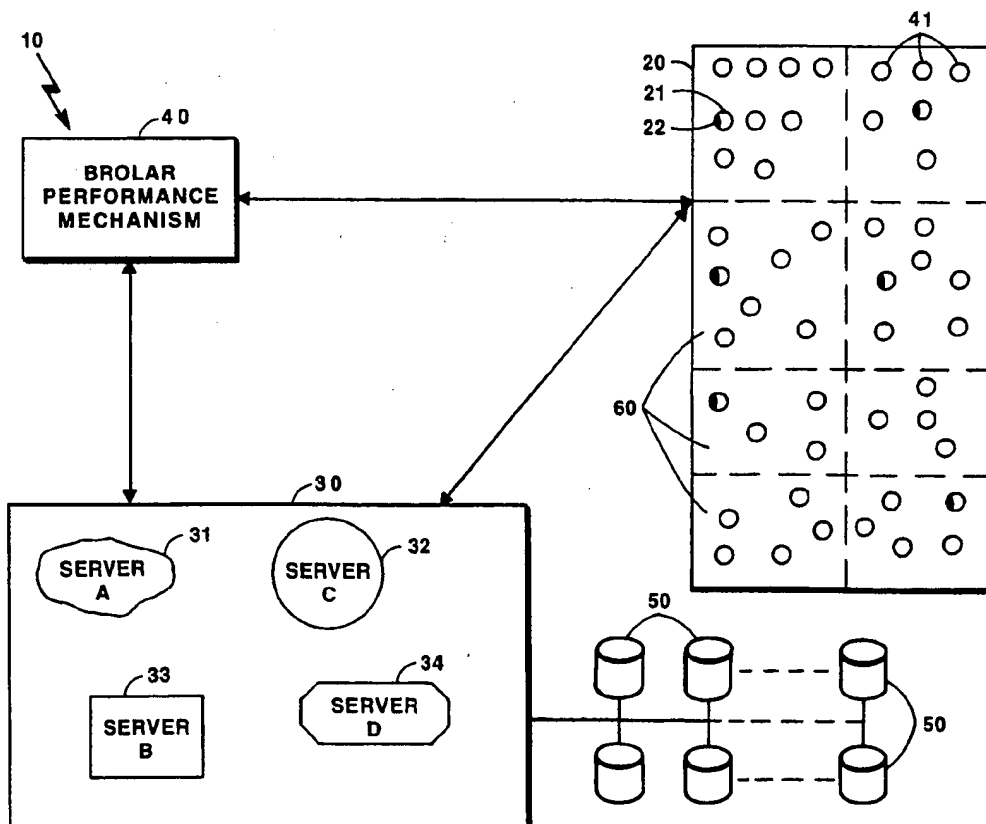 10
40
BROLAR
PERFORMANCE
MECHANISM
41
20
21
22
60
30
31
SERVER
A
32
SERVER
C
33
SERVER
B
34
SERVER
D
50
50